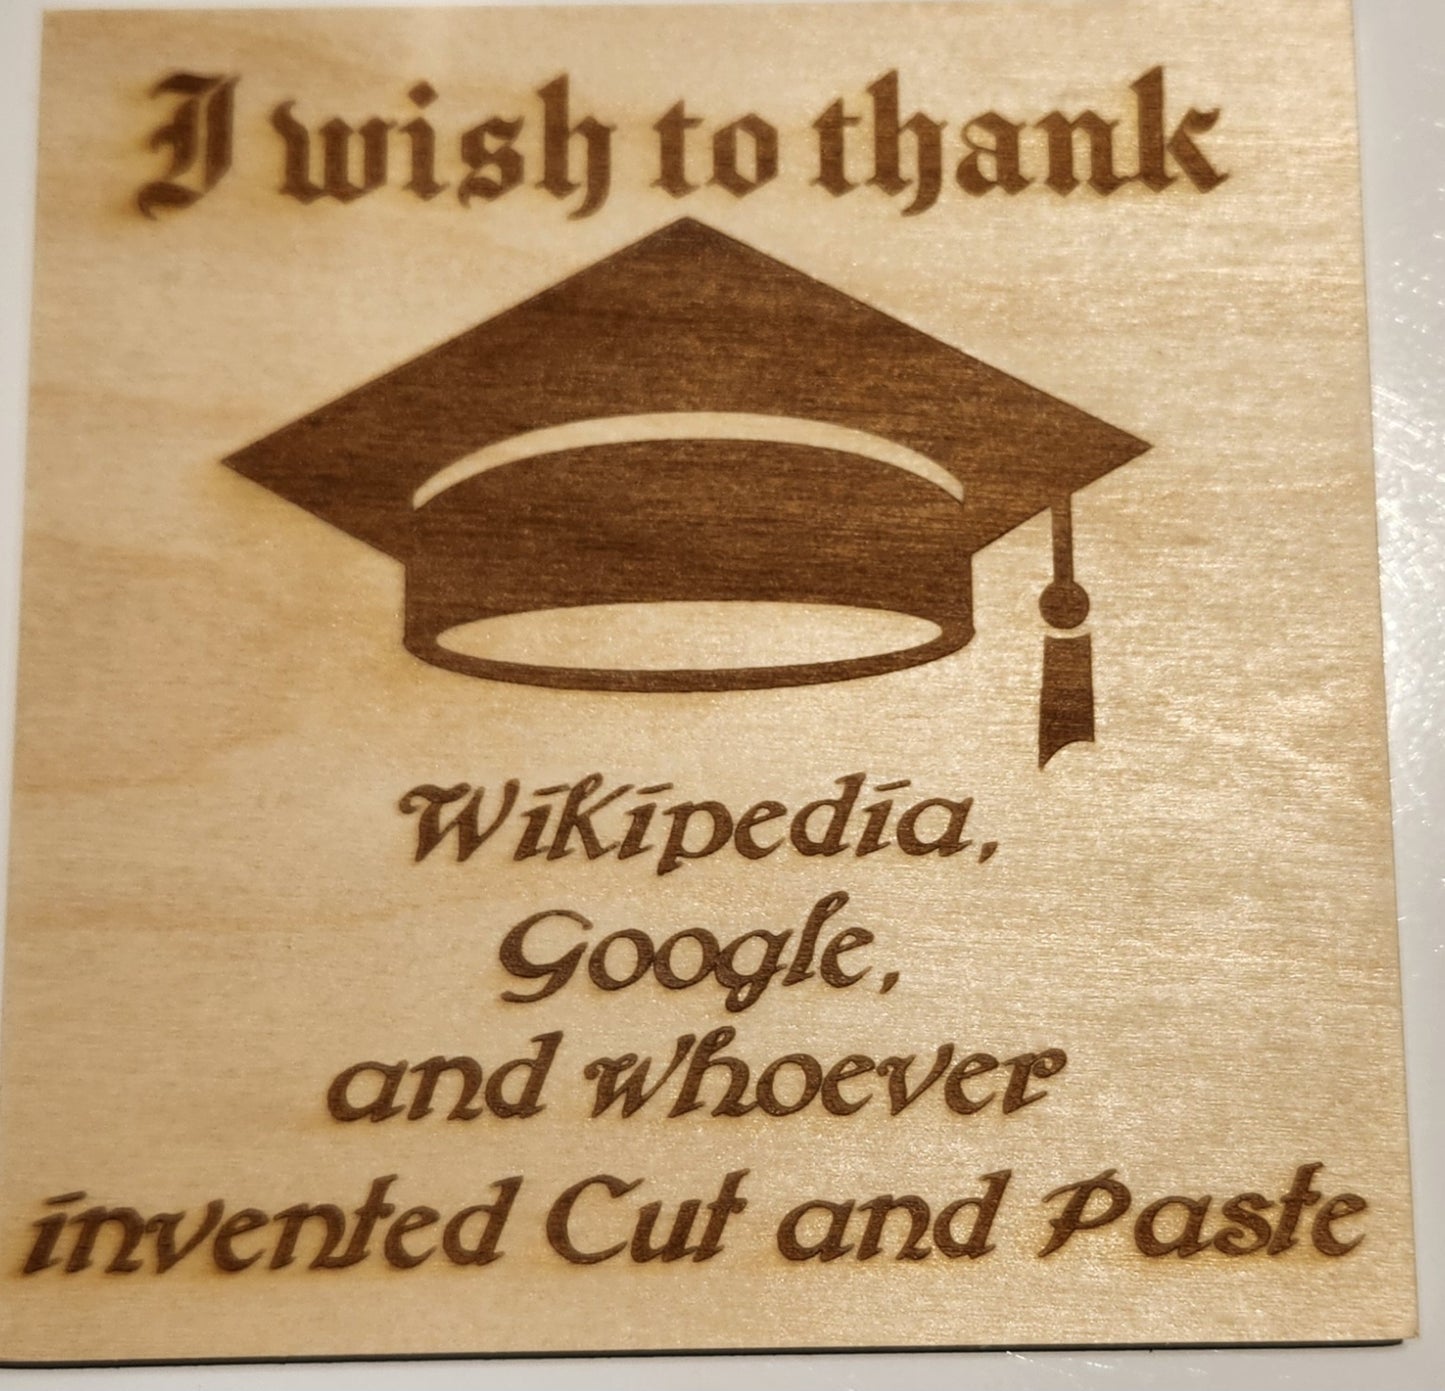 I wish to thank
Wikipedia,
Google,
and whoever
invented Cut and Paste